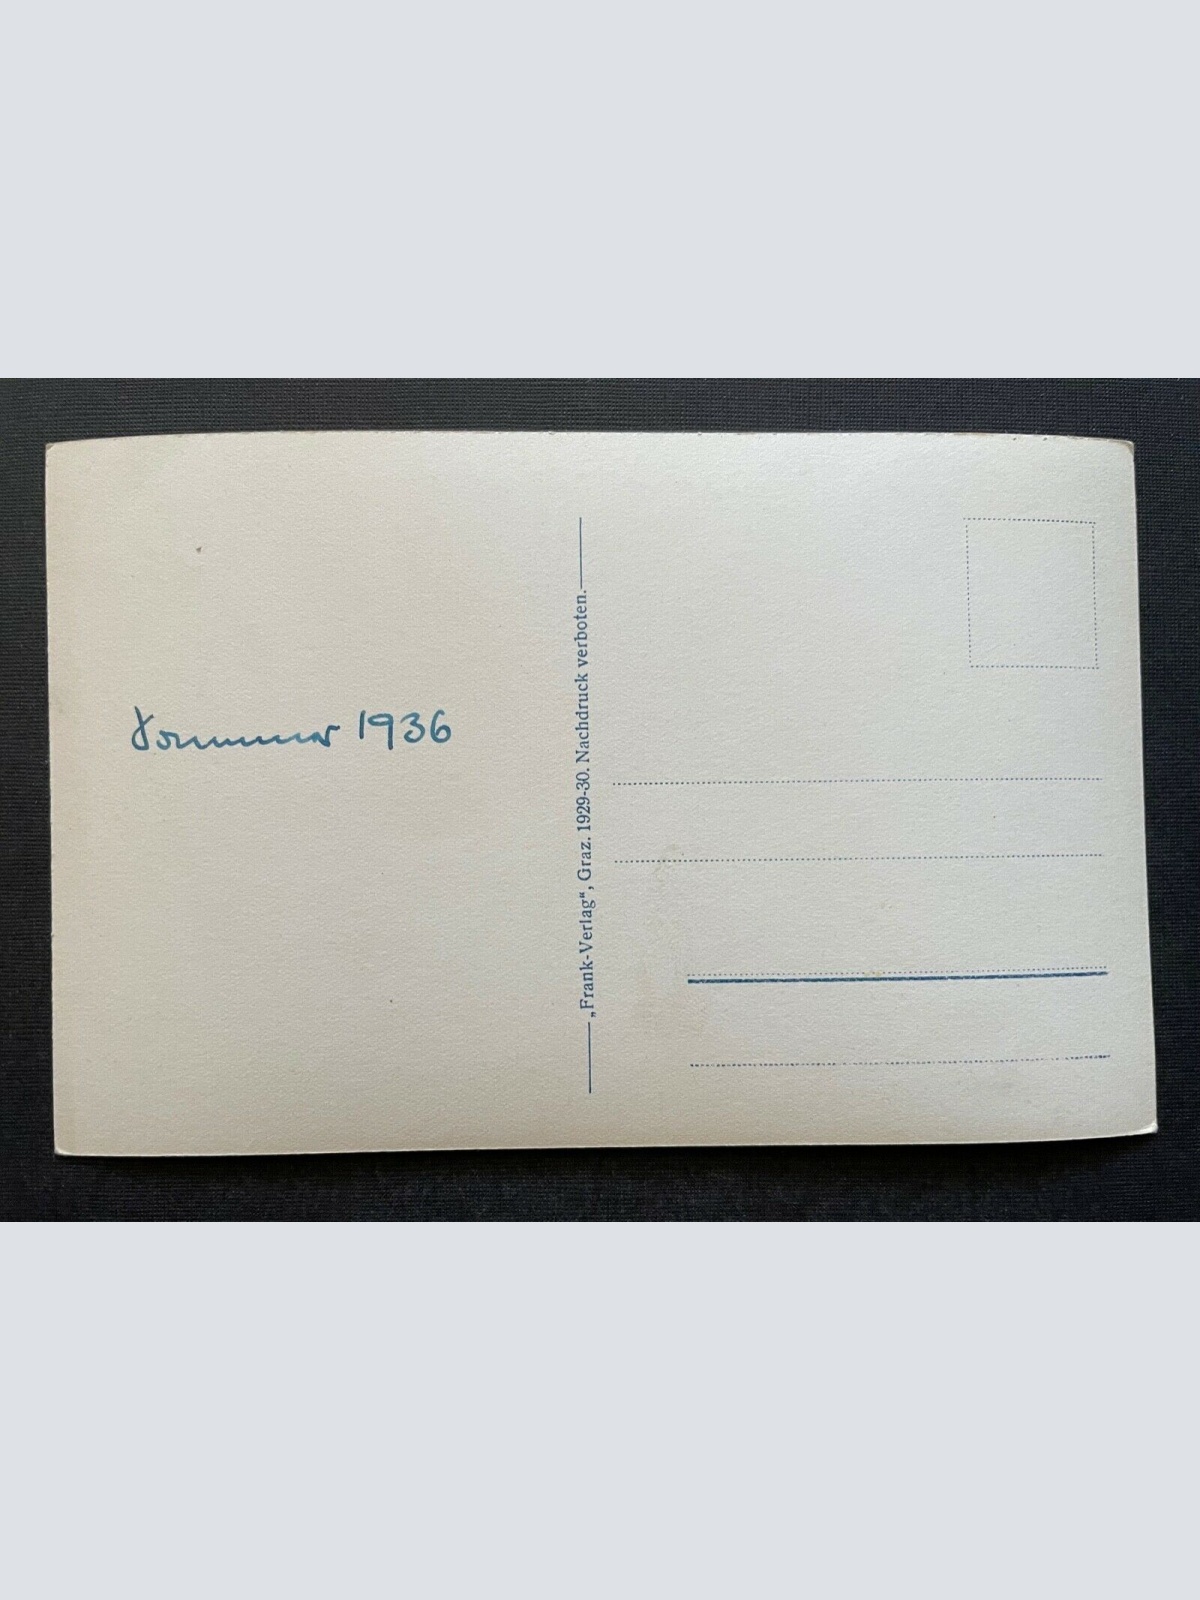 Sommer 1936
„Frank-Verlag“, Graz. 1929-30. Nachdruck verboten.